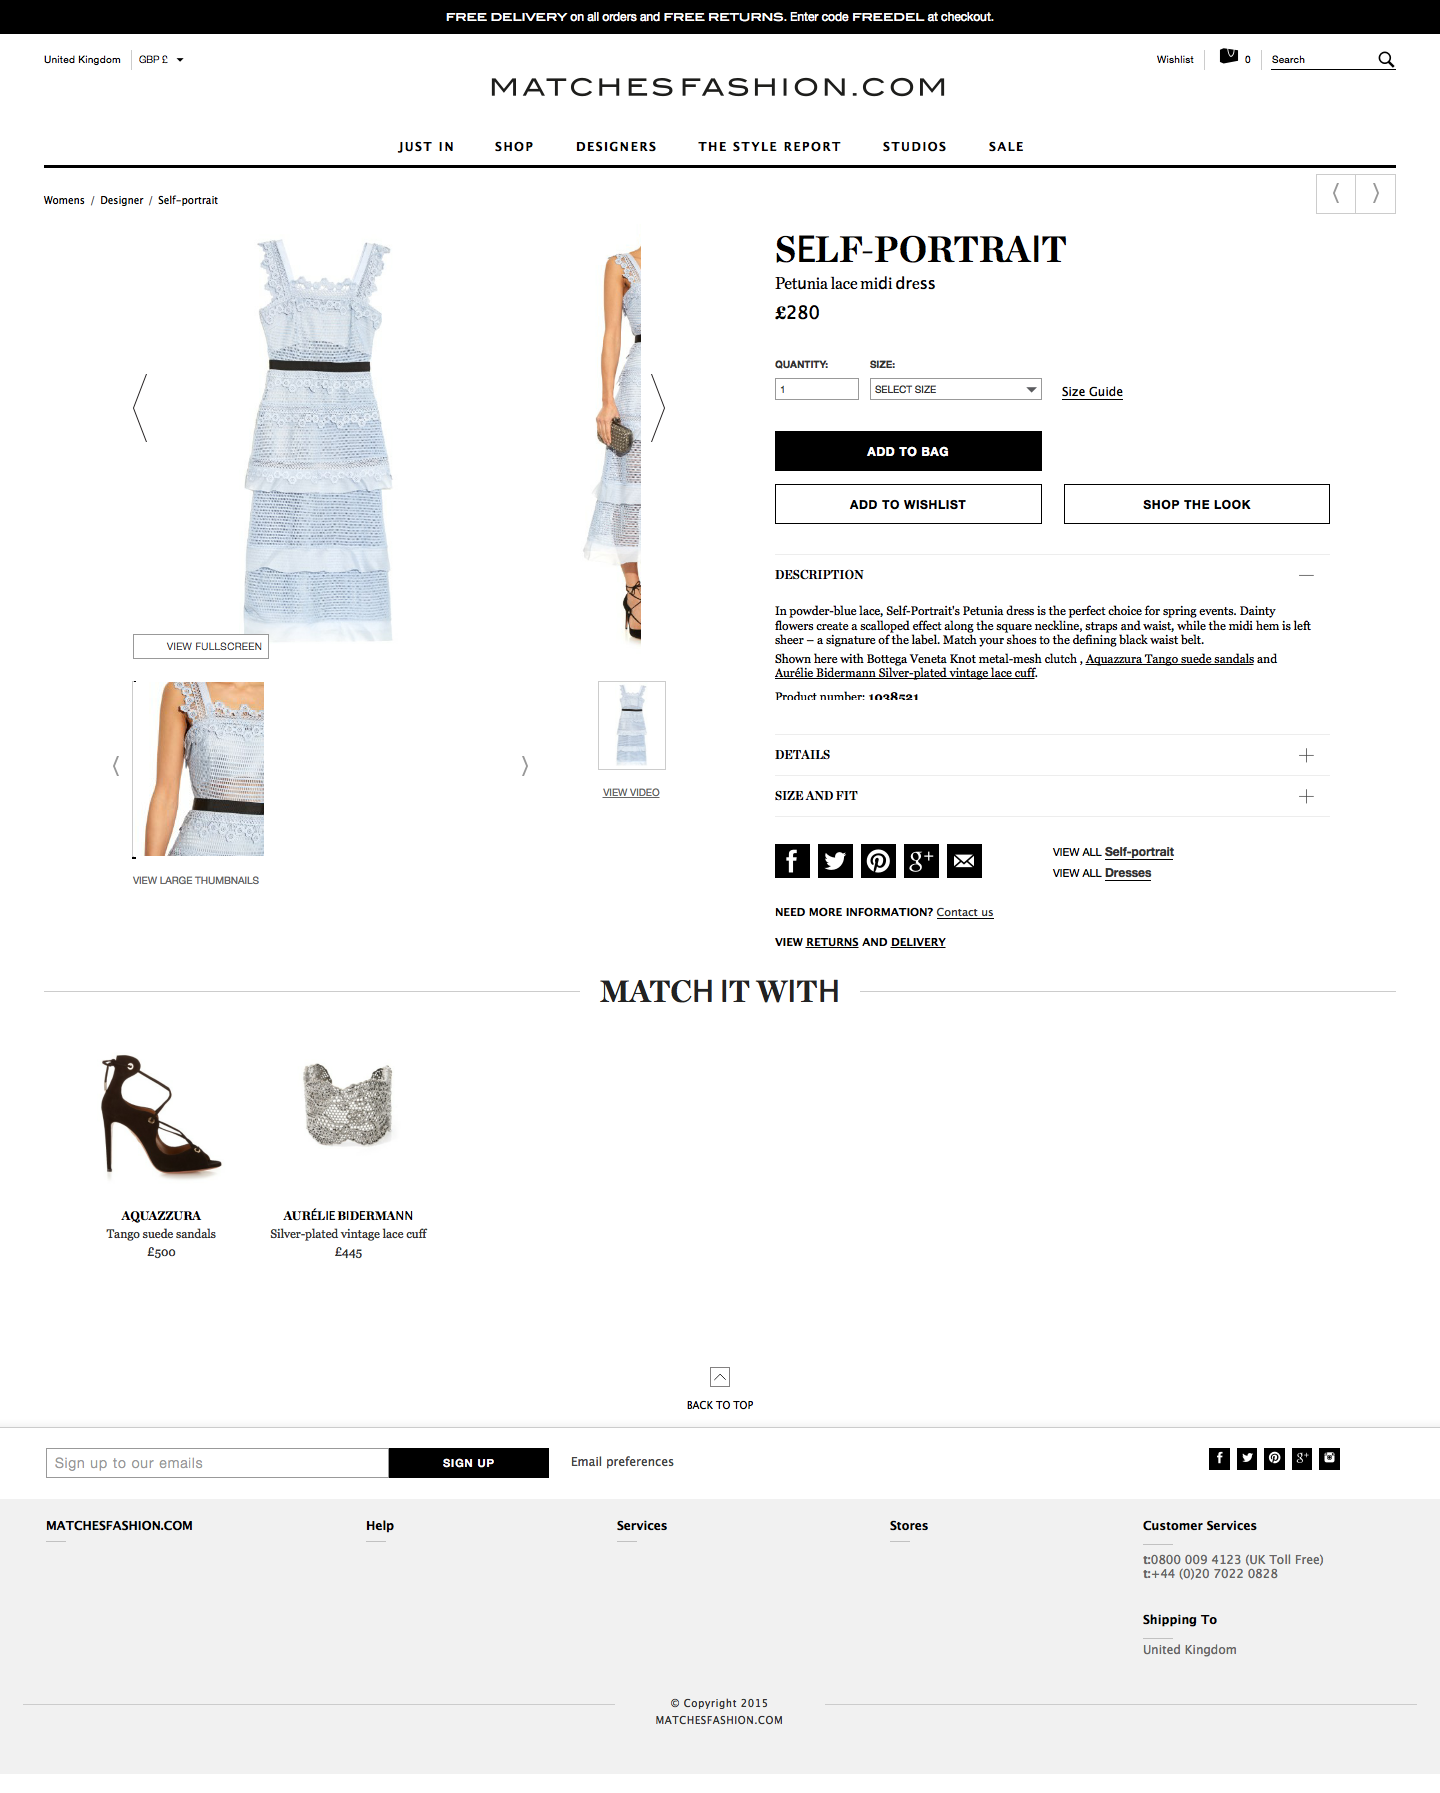 FREE DELIVERY on all orders and FREE RETURNS. Enter code FREEDEL at checkout.
United Kingdom GBP £ Wishlist 0 Search
MATCHESFASHION.COM
JUST IN SHOP DESIGNERS THE STYLE REPORT STUDIOS SALE
Womens / Designer / Self-portrait
SELF-PORTRAIT
Petunia lace midi dress
£280
QUANTITY: SIZE:
1 SELECT SIZE Size Guide
ADD TO BAG
ADD TO WISHLIST SHOP THE LOOK
DESCRIPTION
In powder-blue lace, Self-Portrait's Petunia dress is the perfect choice for spring events. Dainty
flowers create a scalloped effect along the square neckline, straps and waist, while the midi hem is left
sheer – a signature of the label. Match your shoes to the defining black waist belt.
Shown here with Bottega Veneta Knot metal-mesh clutch , Aquazzura Tango suede sandals and
Aurélie Bidermann Silver-plated vintage lace cuff.
Product number: 1038521
VIEW FULLSCREEN
VIEW VIDEO
VIEW LARGE THUMBNAILS
DETAILS
SIZE AND FIT
VIEW ALL Self-portrait
VIEW ALL Dresses
NEED MORE INFORMATION? Contact us
VIEW RETURNS AND DELIVERY
MATCH IT WITH
AQUAZZURA
Tango suede sandals
£500
AURÉLIE BIDERMANN
Silver-plated vintage lace cuff
£445
BACK TO TOP
Sign up to our emails SIGN UP Email preferences
MATCHESFASHION.COM Help Services Stores Customer Services
t:0800 009 4123 (UK Toll Free)
t:+44 (0)20 7022 0828
Shipping To
United Kingdom
© Copyright 2015
MATCHESFASHION.COM